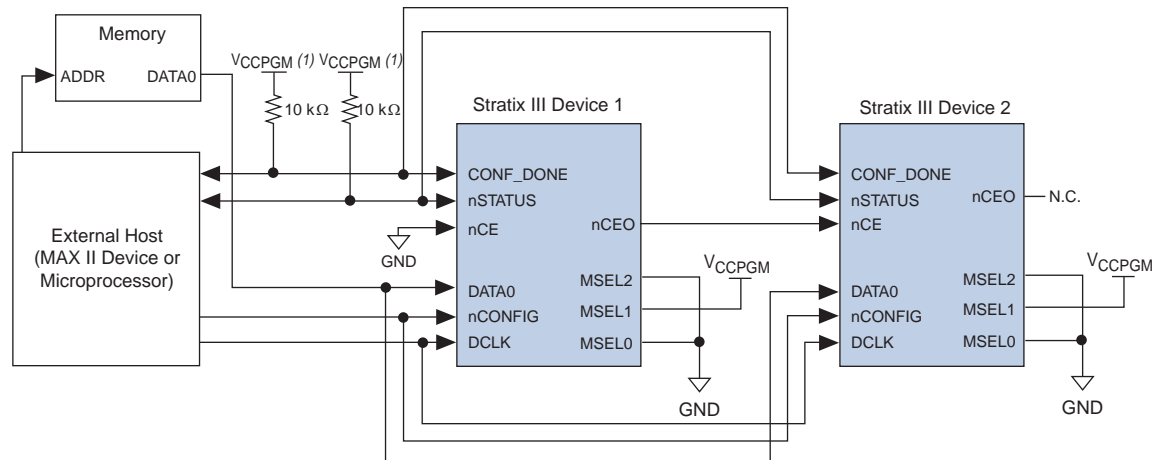 Memory
ADDR DATA0
VCCPGM (1) VCCPGM (1)
10 kΩ 10 kΩ
External Host
(MAX II Device or
Microprocessor)
Stratix III Device 1
CONF_DONE
nSTATUS
nCE
nCEO
GND
DATA0
nCONFIG
DCLK
MSEL2
MSEL1
MSEL0
VCCPGM
GND
Stratix III Device 2
CONF_DONE
nSTATUS
nCE
nCEO
N.C.
DATA0
nCONFIG
DCLK
MSEL2
MSEL1
MSEL0
VCCPGM
GND